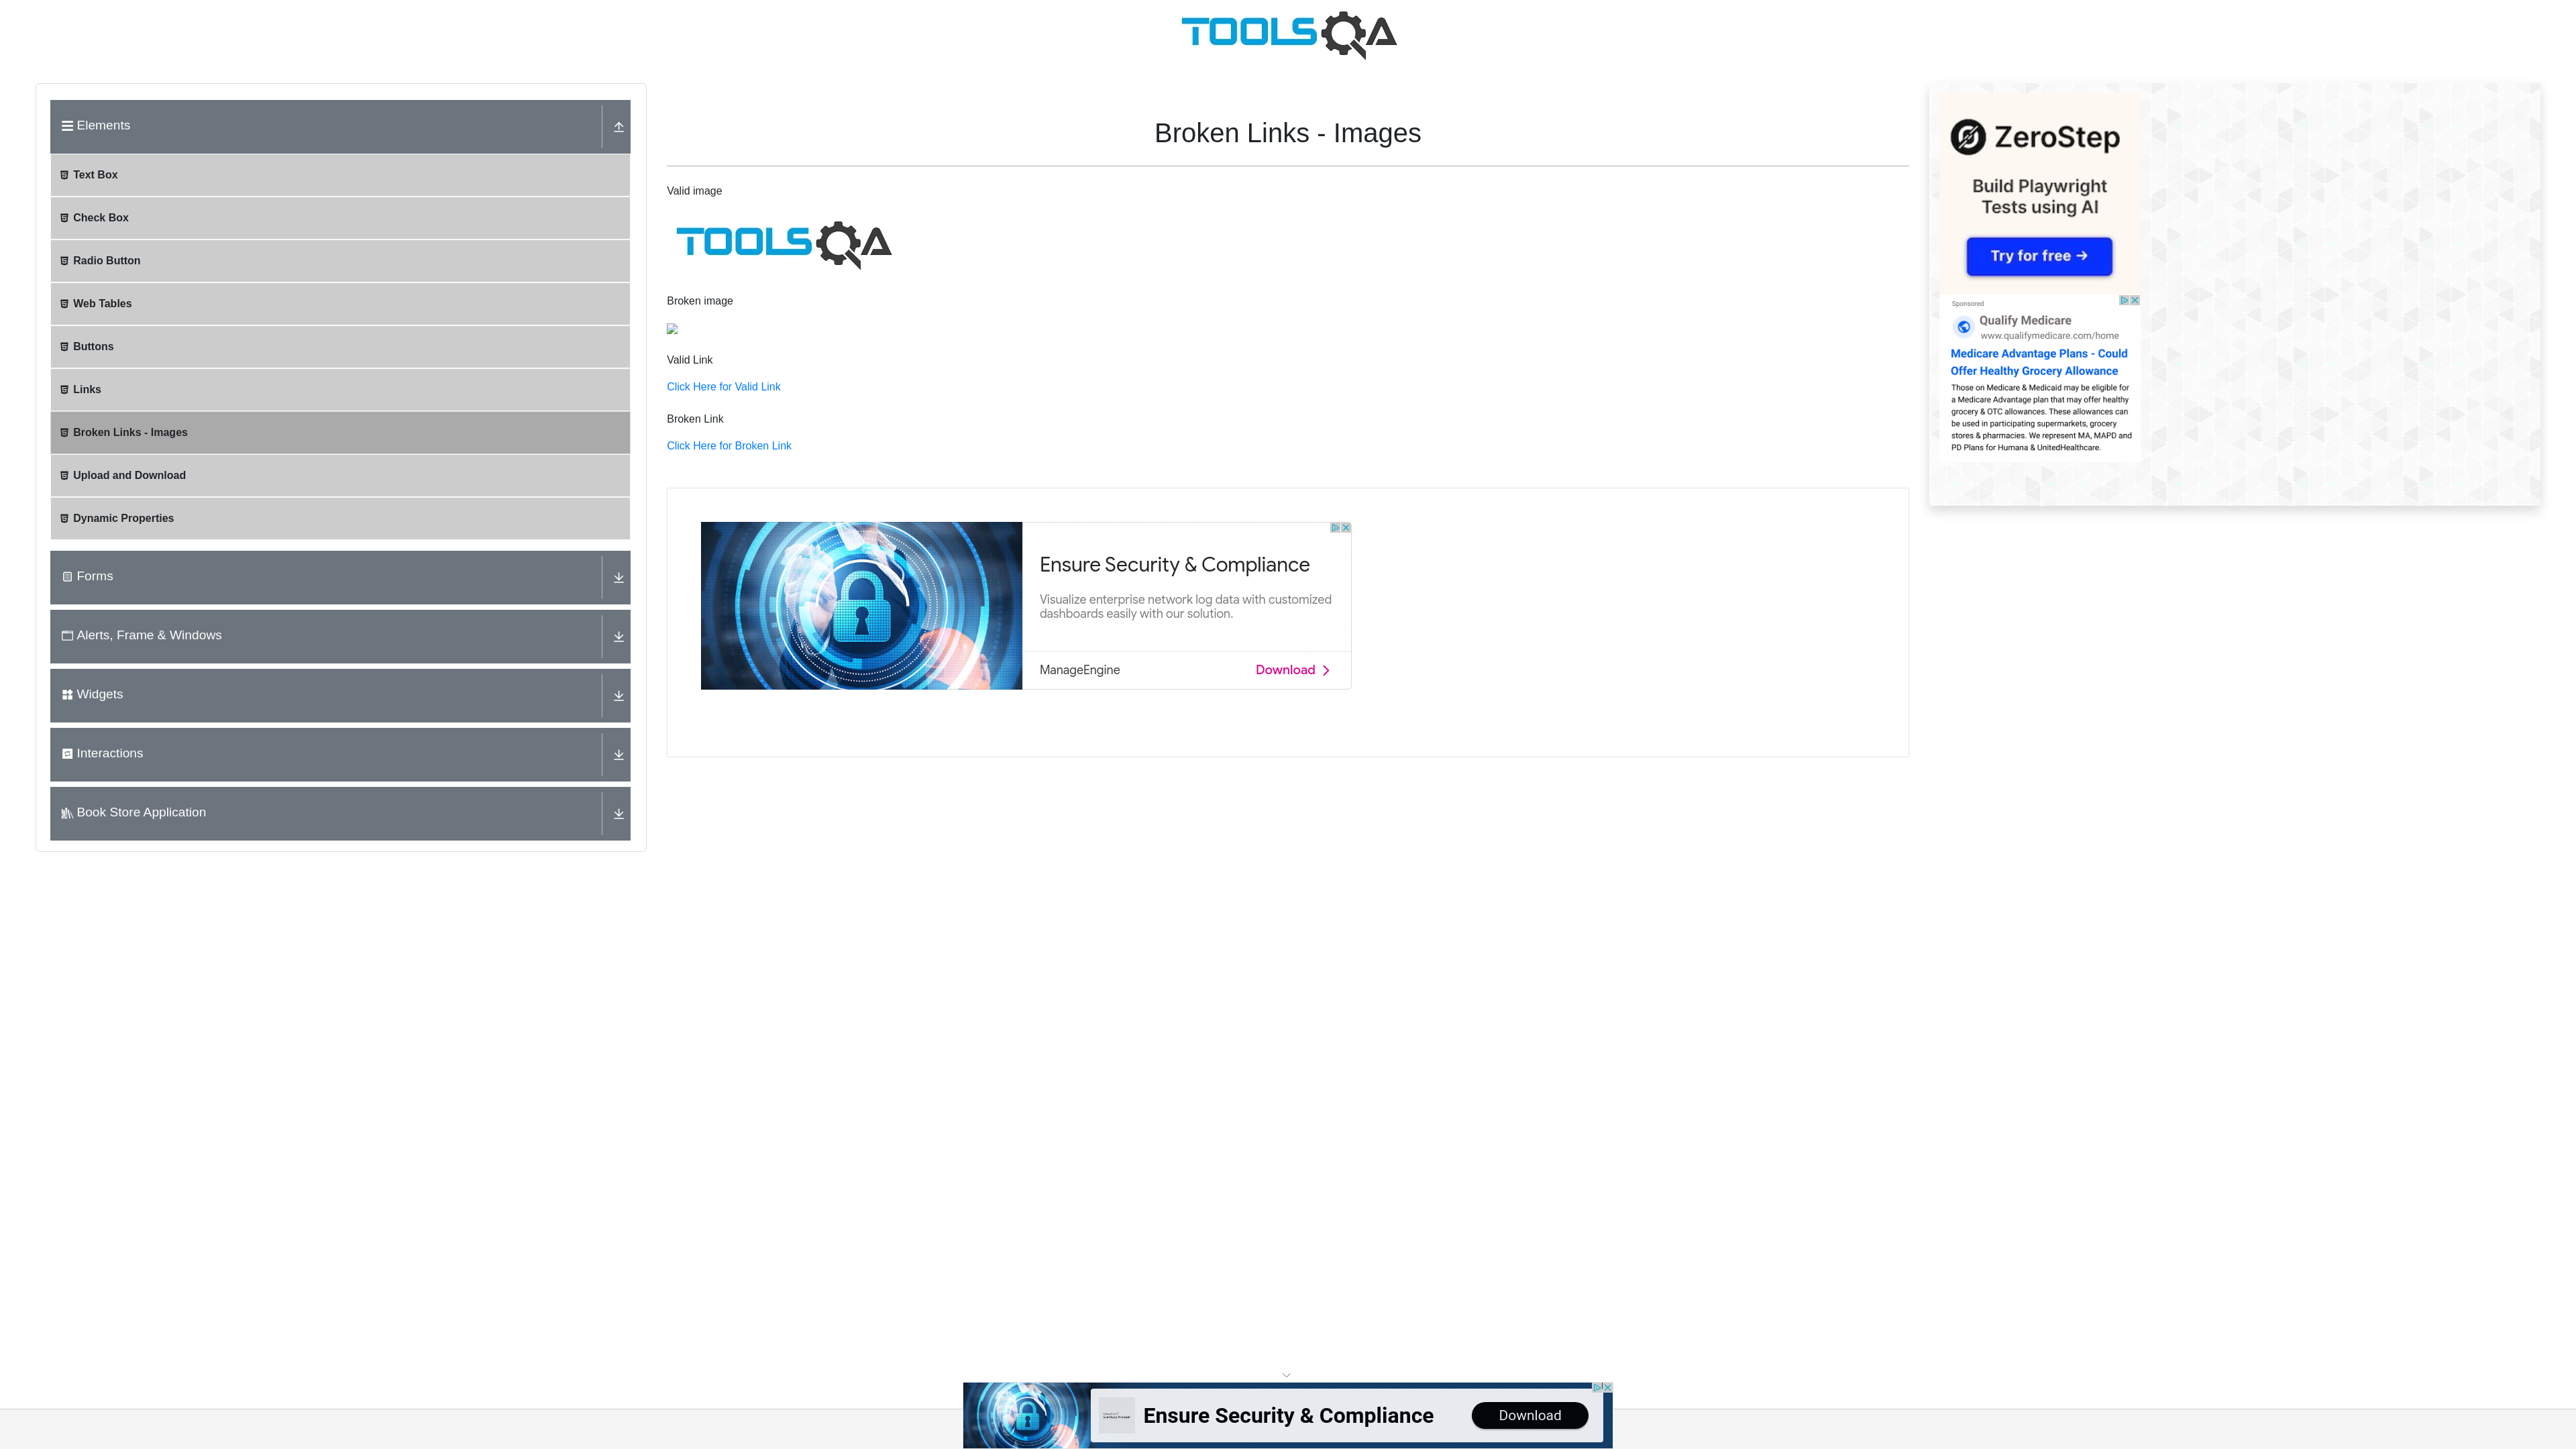 TOOLSQA
Elements
Text Box
Check Box
Radio Button
Web Tables
Buttons
Links
Broken Links - Images
Upload and Download
Dynamic Properties
Forms
Alerts, Frame & Windows
Widgets
Interactions
Book Store Application
Broken Links - Images
Valid image
TOOLSQA
Broken image
Valid Link
Click Here for Valid Link
Broken Link
Click Here for Broken Link
Ensure Security & Compliance
Visualize enterprise network log data with customized
dashboards easily with our solution.
ManageEngine
Download
ZeroStep
Build Playwright
Tests using AI
Try for free →
Sponsored
Qualify Medicare
www.qualifymedicare.com/home
Medicare Advantage Plans - Could
Offer Healthy Grocery Allowance
Those on Medicare & Medicaid may be eligible for
a Medicare Advantage plan that may offer healthy
grocery & OTC allowances. These allowances can
be used in participating supermarkets, grocery
stores & pharmacies. We represent MA, MAPD and
PD Plans for Humana & UnitedHealthcare.
Ensure Security & Compliance
Download